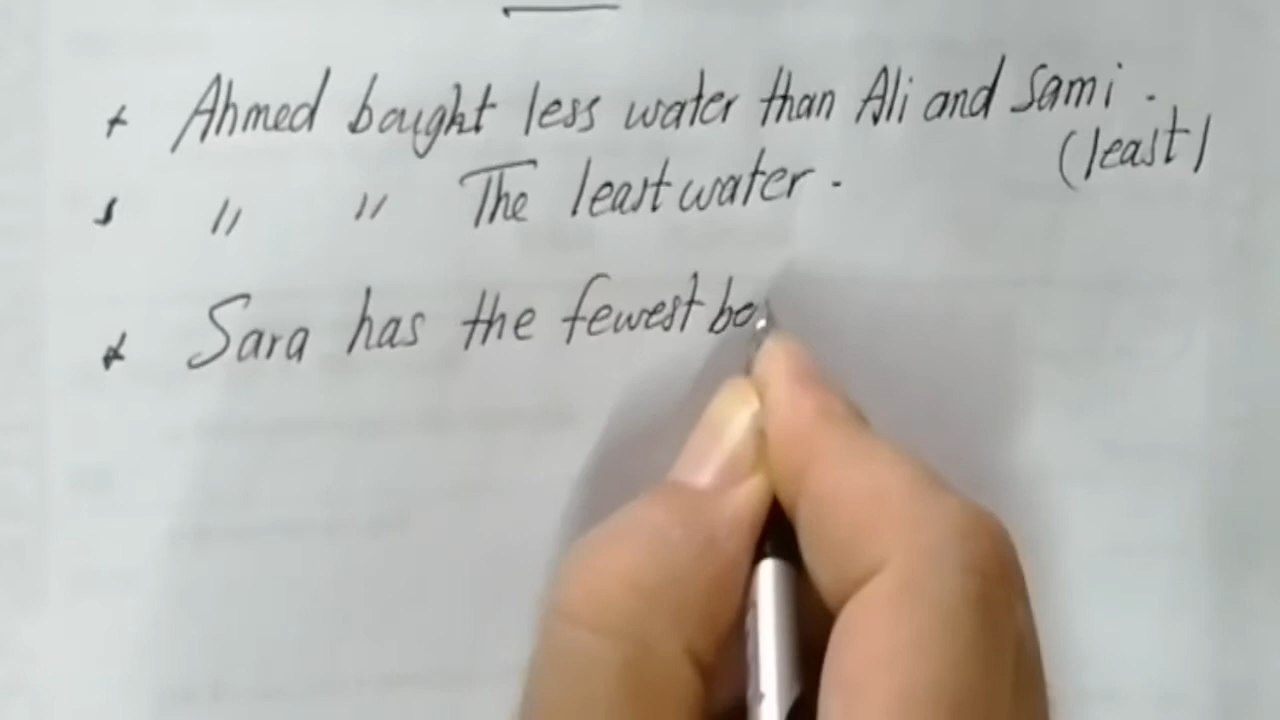 Ahmed bought less water than Ali and Sami.
(least)
" " The least water.
Sara has the fewest bo